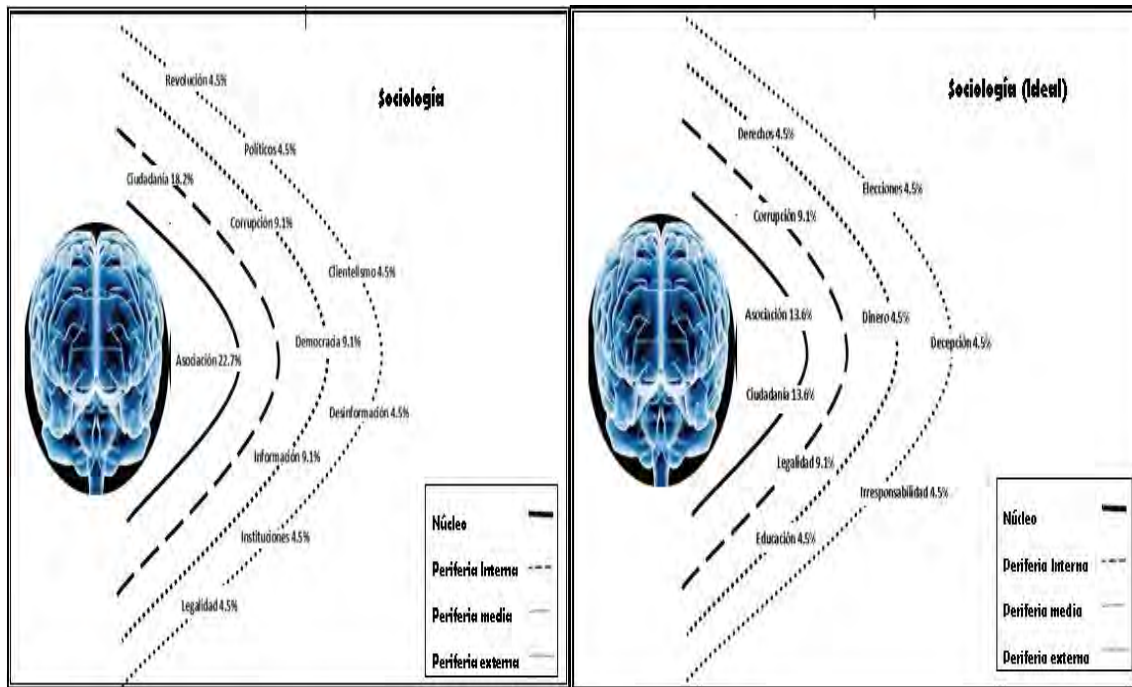 Sociología
Revolución 4.5%
Políticos 4.5%
Ciudadanía 18.2%
Corrupción 9.1%
Clientelismo 4.5%
Democracia 9.1%
Asociación 22.7%
Desinformación 4.5%
Información 9.1%
Instituciones 4.5%
Legalidad 4.5%
Núcleo
Periferia Interna
Periferia media
Periferia externa
Sociología (Ideal)
Derechos 4.5%
Elecciones 4.5%
Corrupción 9.1%
Asociación 13.6%
Dinero 4.5%
Decepción 4.5%
Ciudadanía 13.6%
Legalidad 9.1%
Irresponsabilidad 4.5%
Educación 4.5%
Núcleo
Periferia Interna
Periferia media
Periferia externa